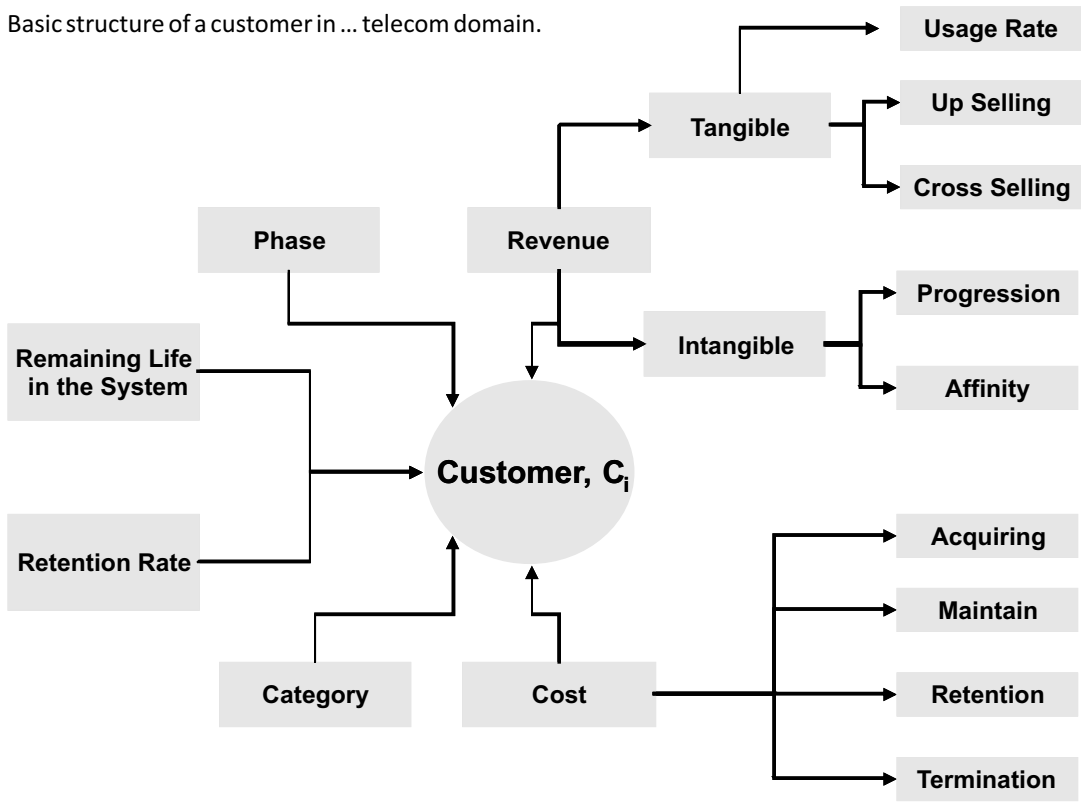 Basic structure of a customer in ... telecom domain.
Usage Rate
Up Selling
Tangible
Cross Selling
Phase
Revenue
Progression
Remaining Life
in the System
Intangible
Affinity
Customer, Cᵢ
Acquiring
Retention Rate
Maintain
Category
Cost
Retention
Termination